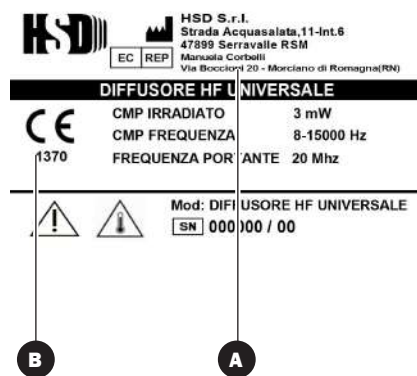 HSD
HSD S.r.l.
Strada Acquasalata,11-Int.6
47899 Serravalle RSM
EC REP
Manuela Corbelli
Via Boccioni 20 - Morciano di Romagna(RN)
DIFFUSORE HF UNIVERSALE
CMP IRRADIATO 3 mW
CMP FREQUENZA 8-15000 Hz
1370
FREQUENZA PORTANTE 20 Mhz
CE
Mod: DIFFUSORE HF UNIVERSALE
SN 000000 / 00
B
A